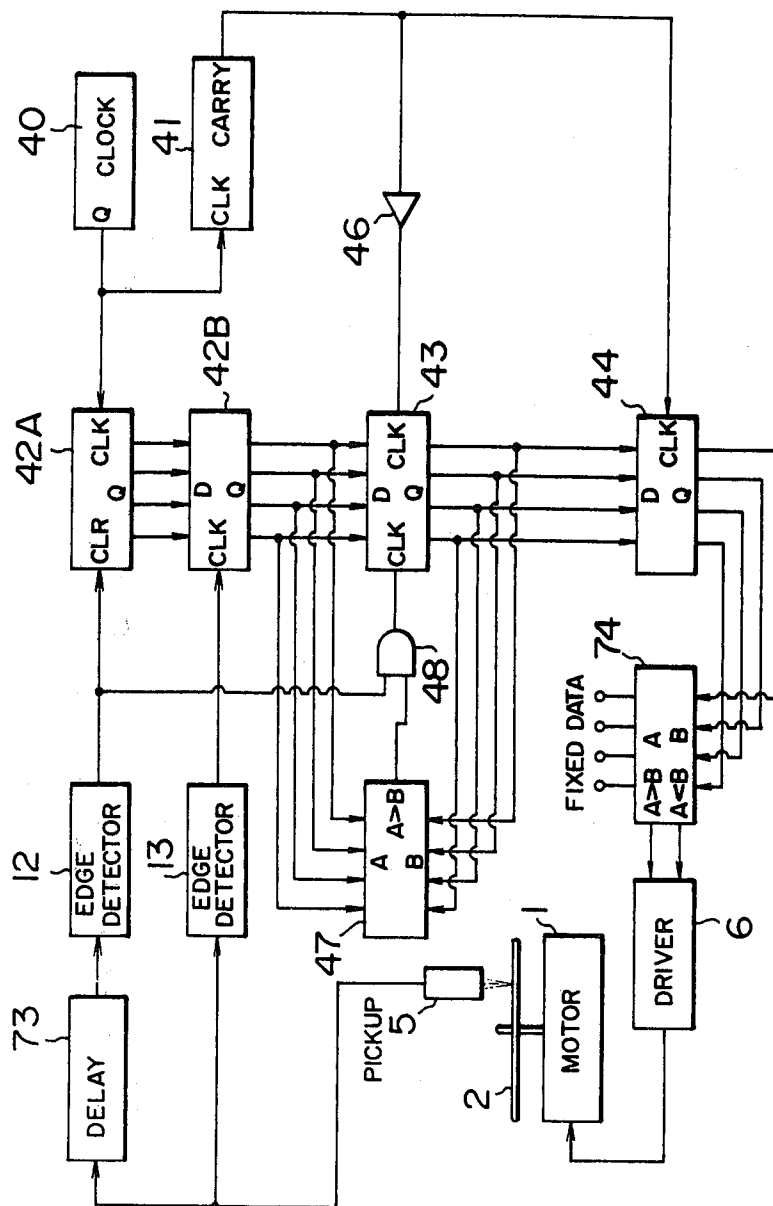 73
DELAY
12
EDGE
DETECTOR
13
EDGE
DETECTOR
42A
CLR CLK
Q
42B
D
CLK Q
40
Q CLOCK
41
CLK CARRY
46
43
CLK D CLK
Q
48
47
A
A>B
B
PICKUP
5
2
1
MOTOR
6
DRIVER
74
FIXED DATA
A>B A
A<B B
44
D CLK
Q